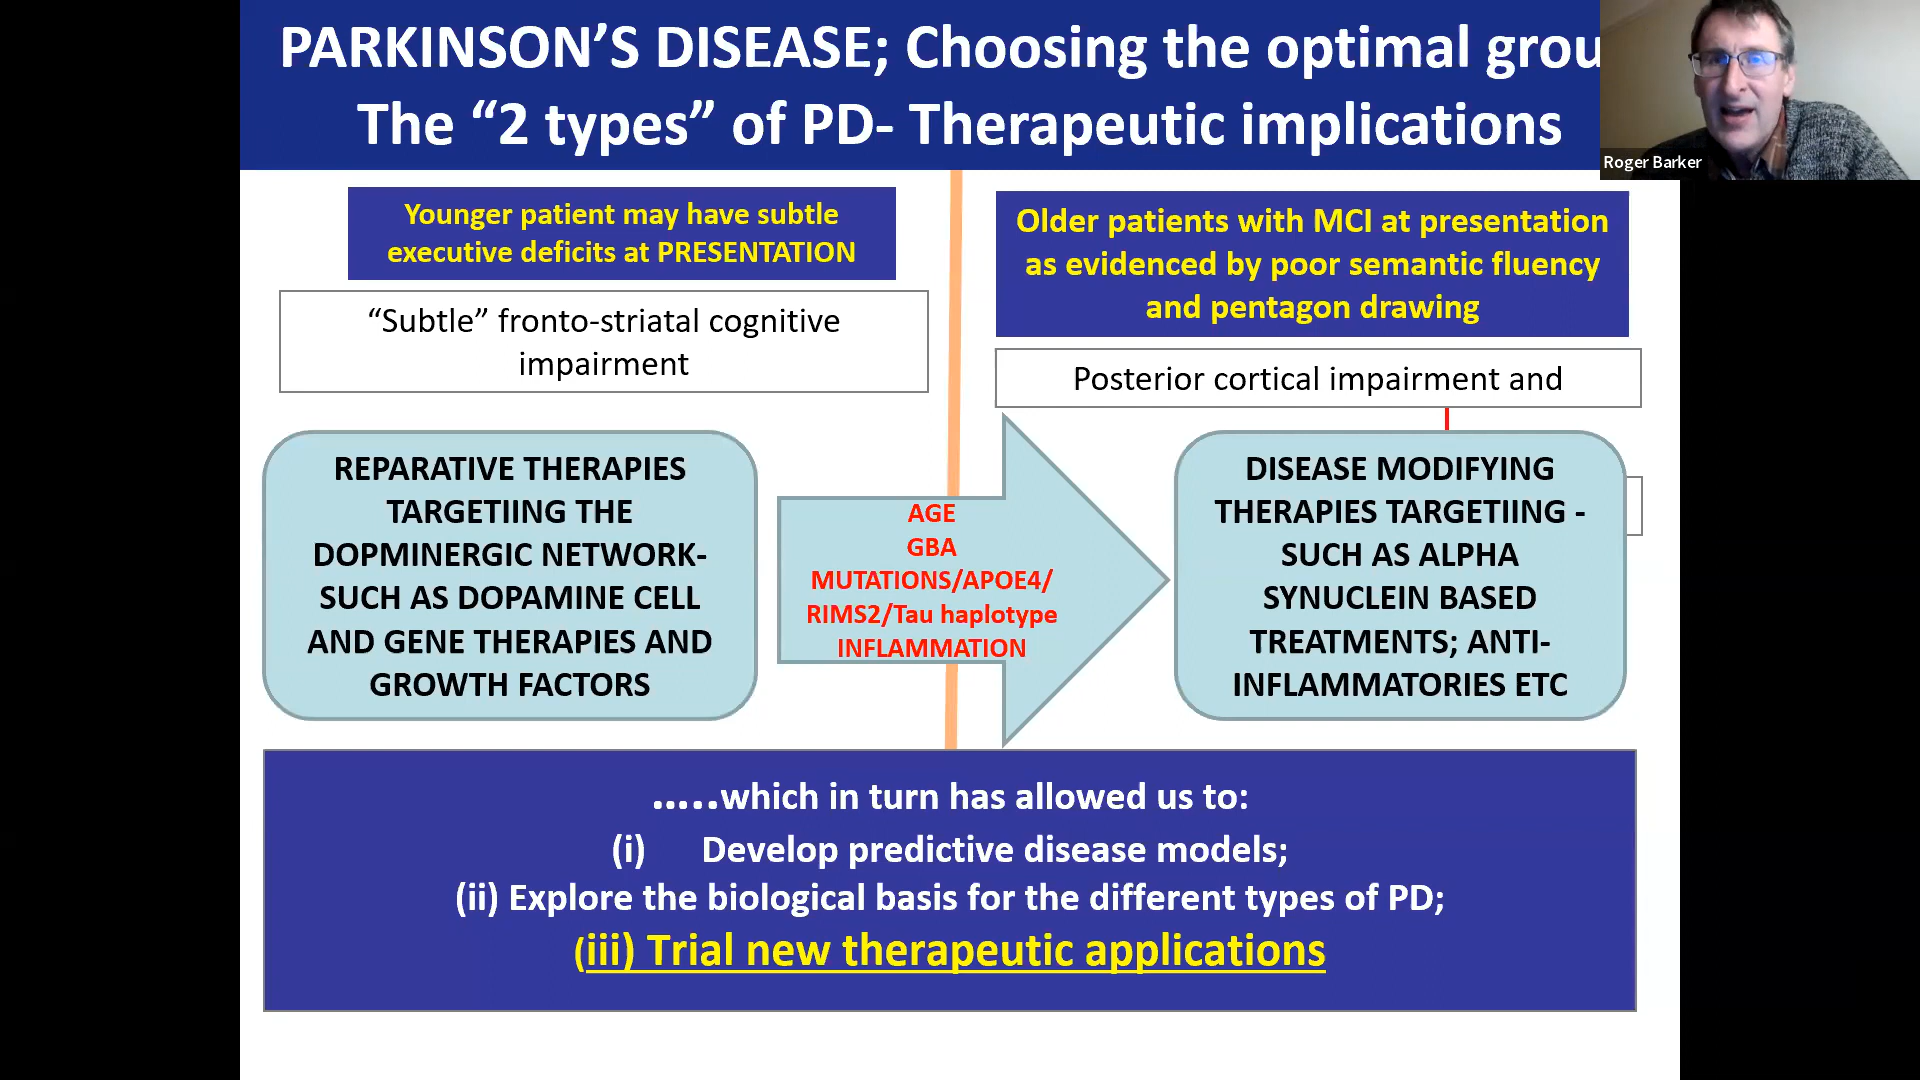 PARKINSON’S DISEASE; Choosing the optimal grou
The “2 types” of PD- Therapeutic implications
Roger Barker
Younger patient may have subtle
executive deficits at PRESENTATION
“Subtle” fronto-striatal cognitive
impairment
Older patients with MCI at presentation
as evidenced by poor semantic fluency
and pentagon drawing
Posterior cortical impairment and
REPARATIVE THERAPIES
TARGETIING THE
DOPMINERGIC NETWORK-
SUCH AS DOPAMINE CELL
AND GENE THERAPIES AND
GROWTH FACTORS
AGE
GBA
MUTATIONS/APOE4/
RIMS2/Tau haplotype
INFLAMMATION
DISEASE MODIFYING
THERAPIES TARGETIING -
SUCH AS ALPHA
SYNUCLEIN BASED
TREATMENTS; ANTI-
INFLAMMATORIES ETC
.....which in turn has allowed us to:
(i) Develop predictive disease models;
(ii) Explore the biological basis for the different types of PD;
(iii) Trial new therapeutic applications